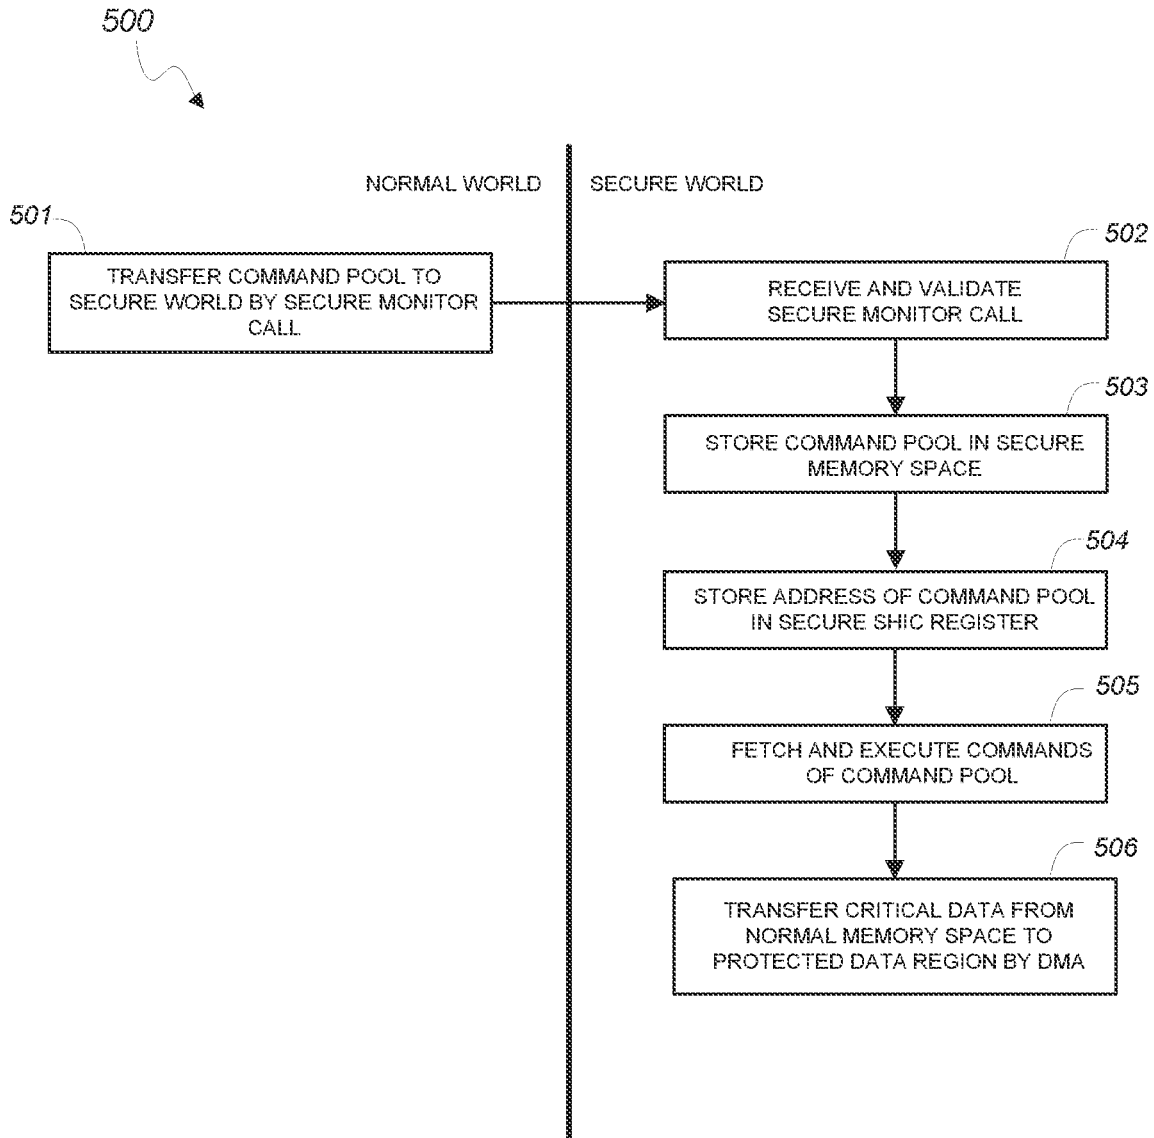 500
NORMAL WORLD
SECURE WORLD
501
TRANSFER COMMAND POOL TO
SECURE WORLD BY SECURE MONITOR
CALL
502
RECEIVE AND VALIDATE
SECURE MONITOR CALL
503
STORE COMMAND POOL IN SECURE
MEMORY SPACE
504
STORE ADDRESS OF COMMAND POOL
IN SECURE SHIC REGISTER
505
FETCH AND EXECUTE COMMANDS
OF COMMAND POOL
506
TRANSFER CRITICAL DATA FROM
NORMAL MEMORY SPACE TO
PROTECTED DATA REGION BY DMA